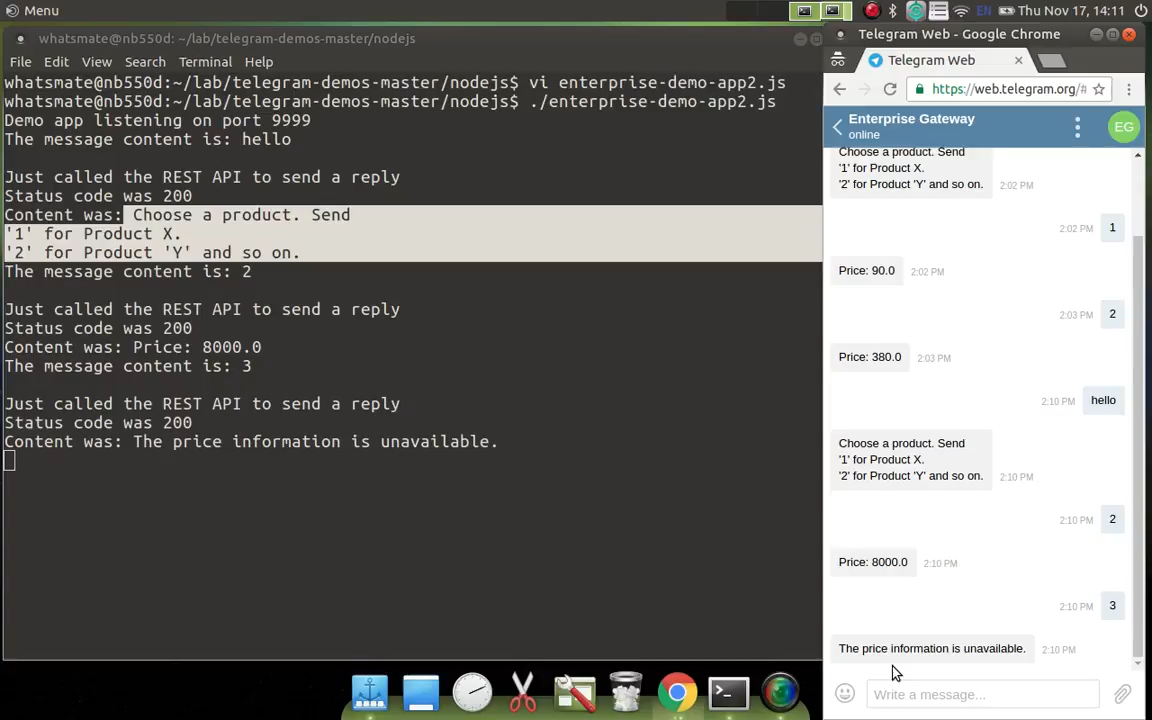 Menu
EN
Thu Nov 17, 14:11
whatsmate@nb550d: ~/lab/telegram-demos-master/nodejs
File Edit View Search Terminal Help
whatsmate@nb550d:~/lab/telegram-demos-master/nodejs$ vi enterprise-demo-app2.js
whatsmate@nb550d:~/lab/telegram-demos-master/nodejs$ ./enterprise-demo-app2.js
Demo app listening on port 9999
The message content is: hello
Just called the REST API to send a reply
Status code was 200
Content was: Choose a product. Send
'1' for Product X.
'2' for Product 'Y' and so on.
The message content is: 2
Just called the REST API to send a reply
Status code was 200
Content was: Price: 8000.0
The message content is: 3
Just called the REST API to send a reply
Status code was 200
Content was: The price information is unavailable.
Telegram Web - Google Chrome
Telegram Web
https://web.telegram.org/#
Enterprise Gateway
online
EG
Choose a product. Send
'1' for Product X.
'2' for Product 'Y' and so on.
2:02 PM
2:02 PM
1
Price: 90.0
2:02 PM
2:03 PM
2
Price: 380.0
2:03 PM
2:10 PM
hello
Choose a product. Send
'1' for Product X.
'2' for Product 'Y' and so on.
2:10 PM
2:10 PM
2
Price: 8000.0
2:10 PM
2:10 PM
3
The price information is unavailable.
2:10 PM
Write a message...